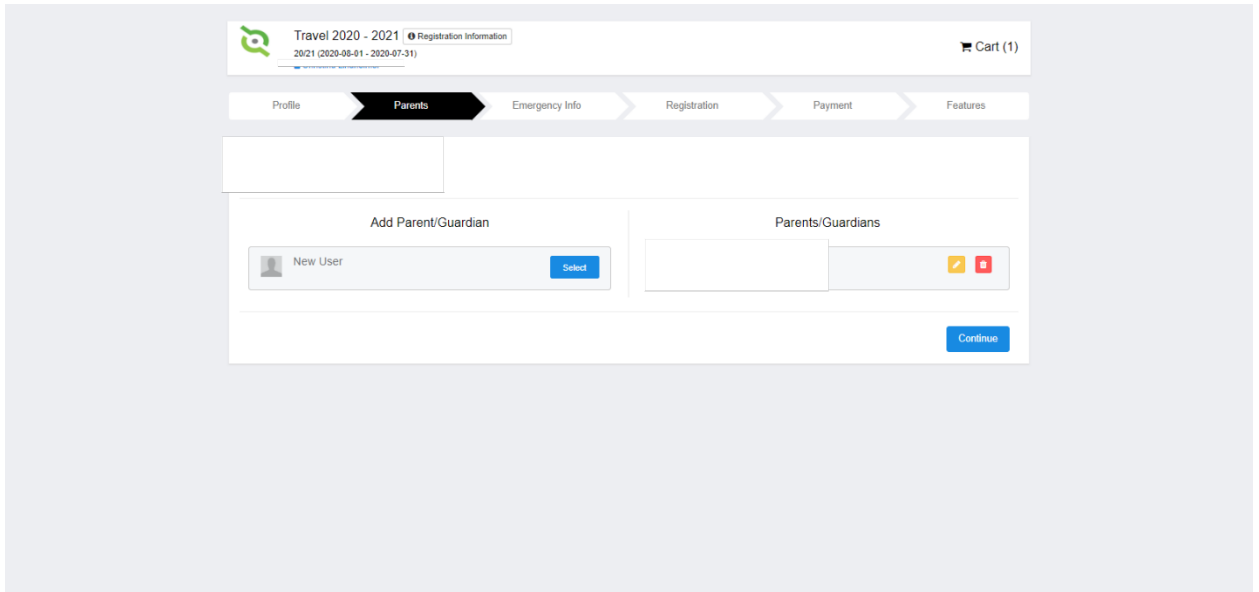 Travel 2020 - 2021 Registration Information
20/21 (2020-08-01 - 2020-07-31)
Cart (1)
Profile Parents Emergency Info Registration Payment Features
Add Parent/Guardian
New User Select
Parents/Guardians
Continue